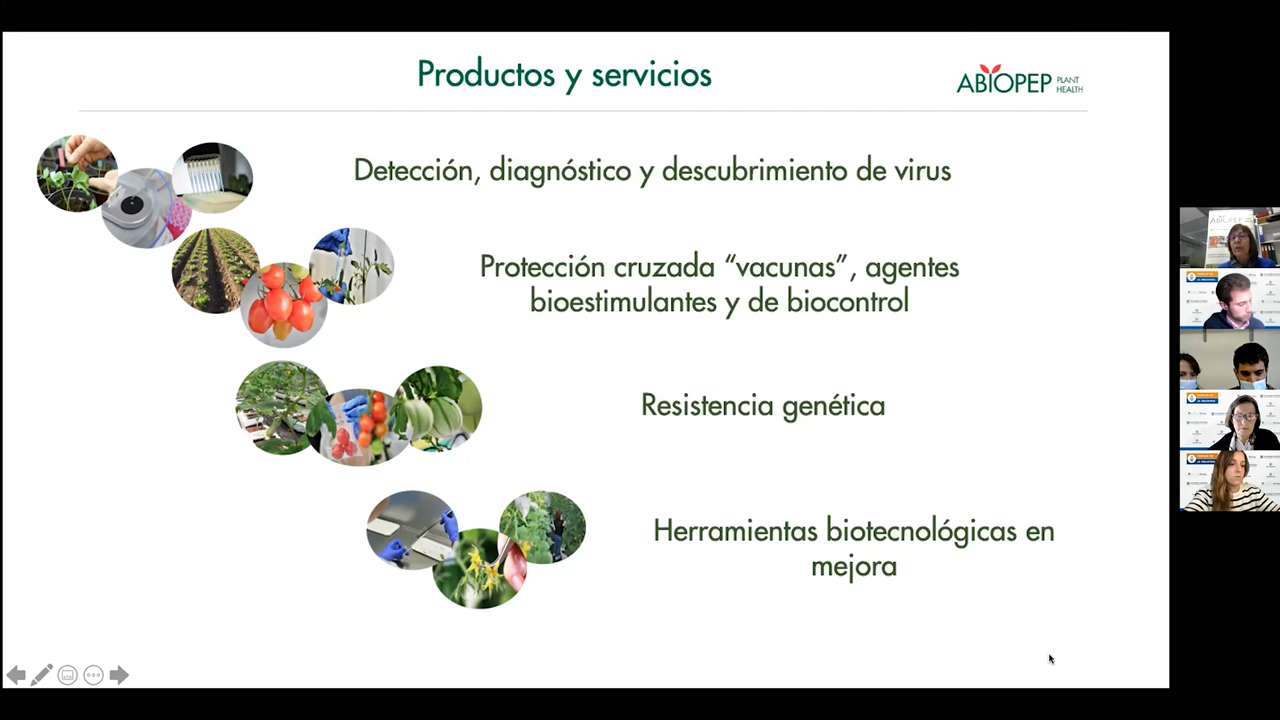 Productos y servicios
ABIOPEP PLANT
HEALTH
Detección, diagnóstico y descubrimiento de virus
Protección cruzada “vacunas”, agentes
bioestimulantes y de biocontrol
Resistencia genética
Herramientas biotecnológicas en
mejora
ABIOPEP